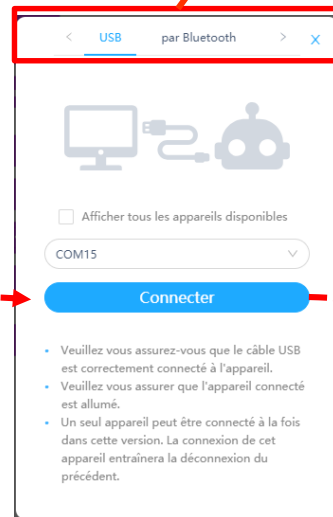 USB par Bluetooth
Afficher tous les appareils disponibles
COM15
Connecter
Veuillez vous assurez-vous que le câble USB
est correctement connecté à l'appareil.
Veuillez vous assurer que l'appareil connecté
est allumé.
Un seul appareil peut être connecté à la fois
dans cette version. La connexion de cet
appareil entraînera la déconnexion du
précédent.